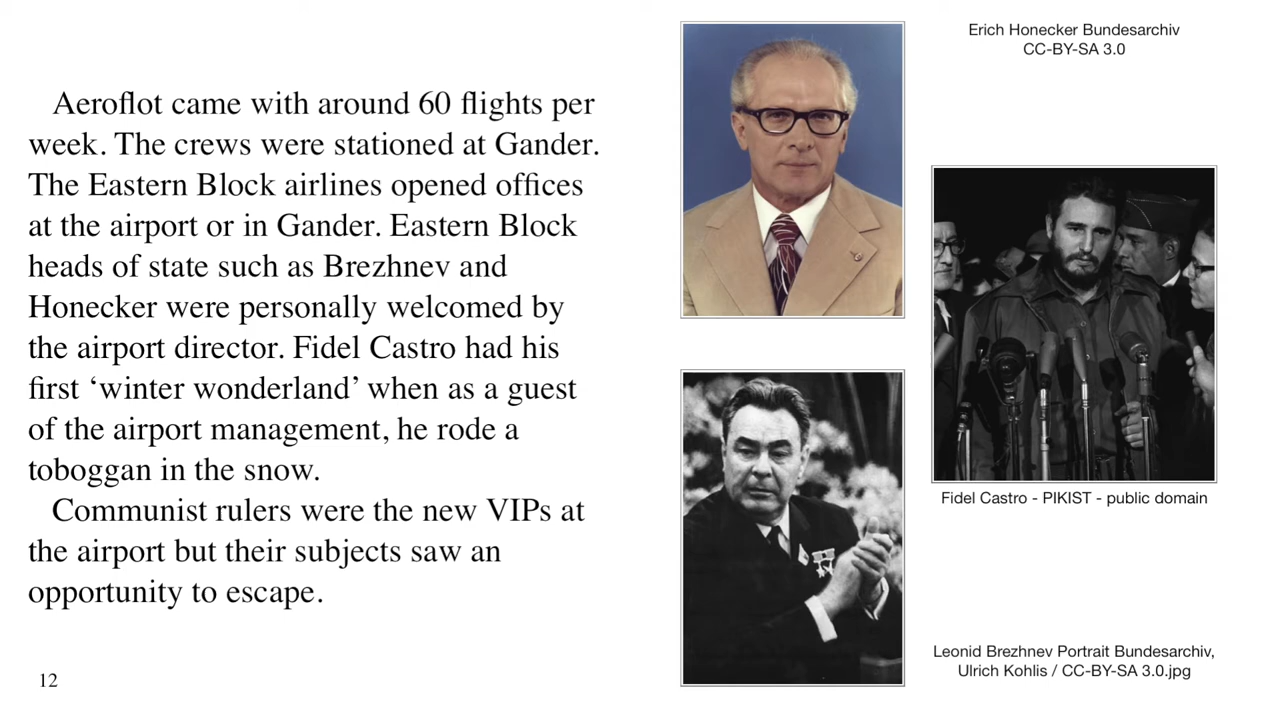 Aeroflot came with around 60 flights per
week. The crews were stationed at Gander.
The Eastern Block airlines opened offices
at the airport or in Gander. Eastern Block
heads of state such as Brezhnev and
Honecker were personally welcomed by
the airport director. Fidel Castro had his
first ‘winter wonderland’ when as a guest
of the airport management, he rode a
toboggan in the snow.
Communist rulers were the new VIPs at
the airport but their subjects saw an
opportunity to escape.
12
Erich Honecker Bundesarchiv
CC-BY-SA 3.0
Fidel Castro - PIKIST - public domain
Leonid Brezhnev Portrait Bundesarchiv,
Ulrich Kohlis / CC-BY-SA 3.0.jpg